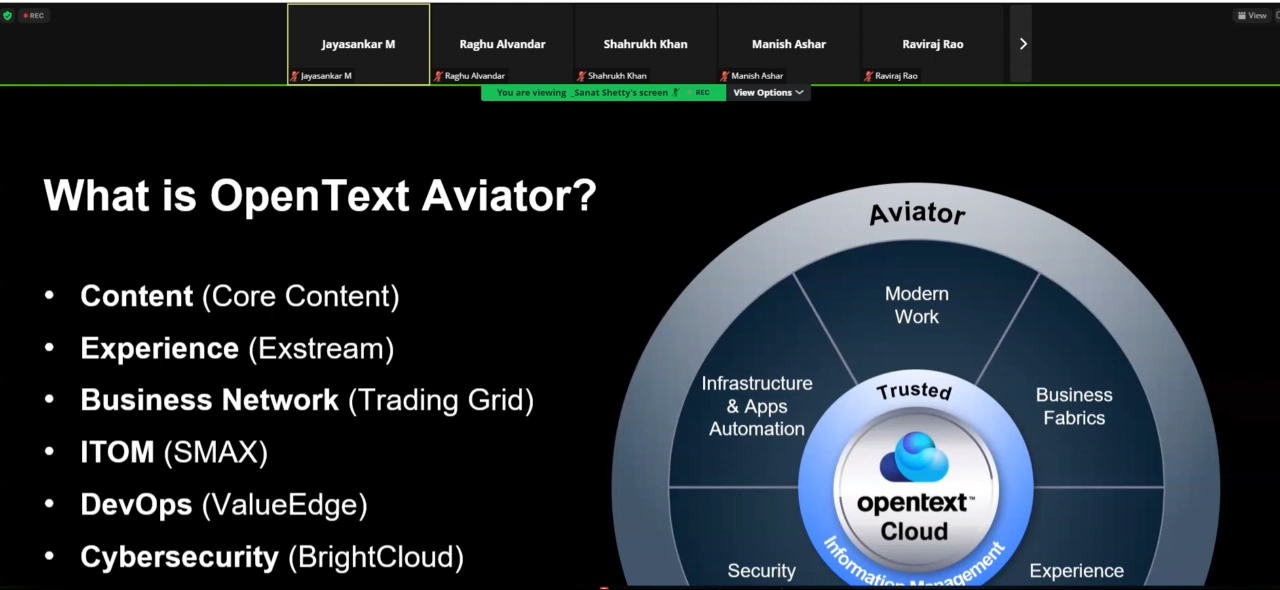 REC
View
Jayasankar M
Raghu Alvandar
Shahrukh Khan
Manish Ashar
Raviraj Rao
Jayasankar M
Raghu Alvandar
Shahrukh Khan
Manish Ashar
Raviraj Rao
You are viewing _Sanat Shetty's screen
REC
View Options
What is OpenText Aviator?
• Content (Core Content)
• Experience (Exstream)
• Business Network (Trading Grid)
• ITOM (SMAX)
• DevOps (ValueEdge)
• Cybersecurity (BrightCloud)
Aviator
Modern
Work
Infrastructure
& Apps
Automation
Business
Fabrics
Trusted
opentext™
Cloud
Information Management
Security
Experience